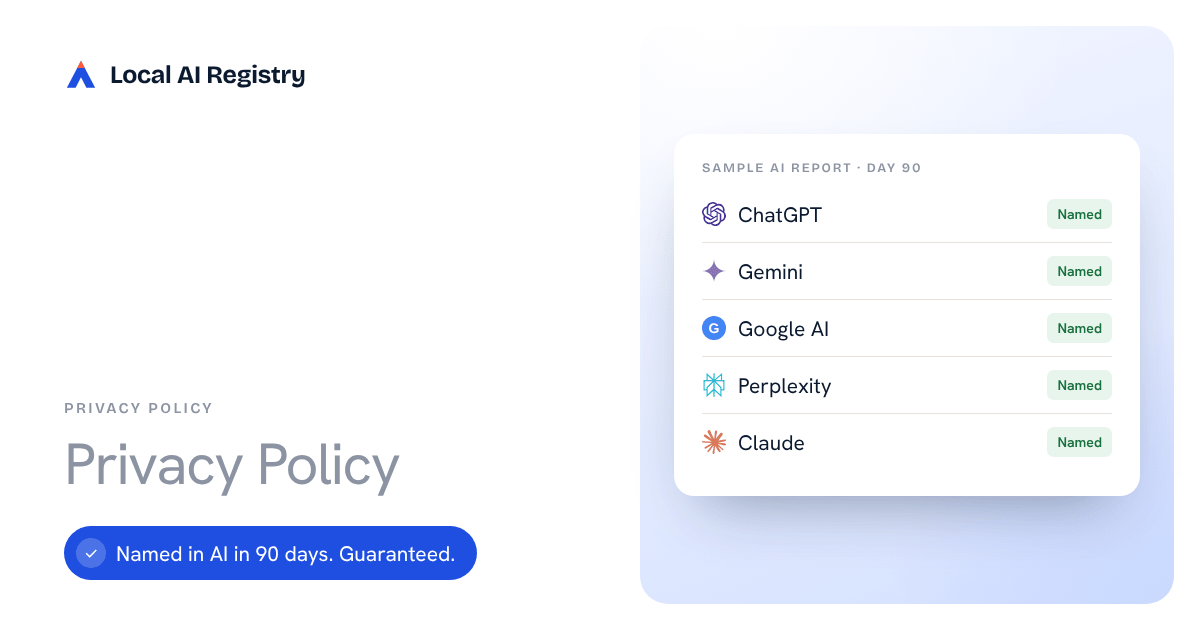 Local AI Registry
PRIVACY POLICY
Privacy Policy
Named in AI in 90 days. Guaranteed.
SAMPLE AI REPORT · DAY 90
ChatGPT Named
Gemini Named
G Google AI Named
Perplexity Named
Claude Named